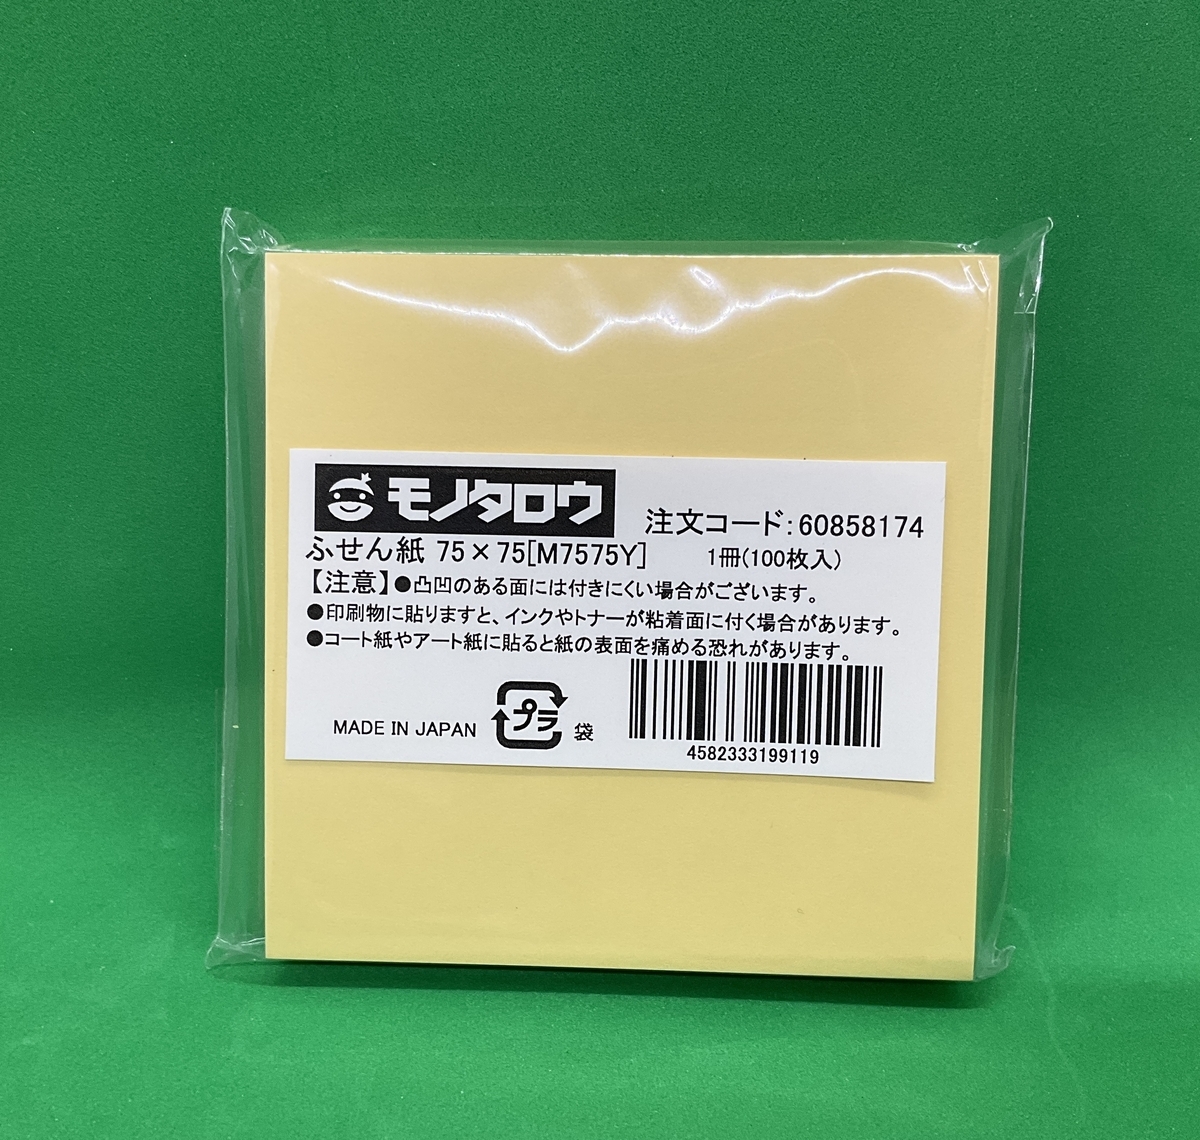 モノタロウ
注文コード:60858174
ふせん紙 75×75[M7575Y] 1冊(100枚入)
【注意】●凸凹のある面には付きにくい場合がございます。
●印刷物に貼りますと、インクやトナーが粘着面に付く場合があります。
●コート紙やアート紙に貼ると紙の表面を痛める恐れがあります。
MADE IN JAPAN
プラ
袋
4582333199119